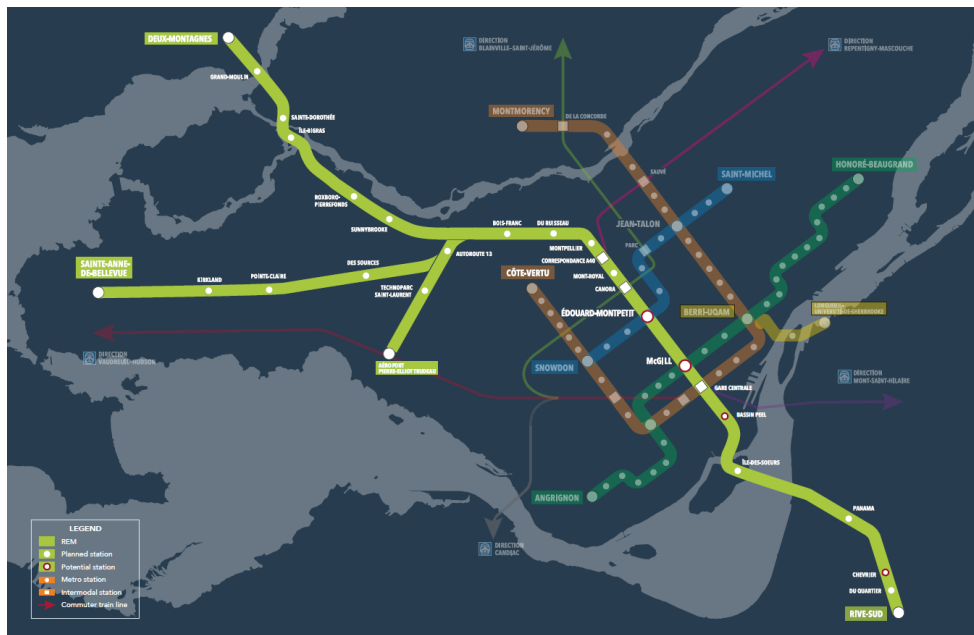 DEUX-MONTAGNES
GRAND-MOULIN
SAINTE-DOROTHÉE
ÎLE-BIGRAS
ROXBORO-
PIERREFONDS
SUNNYBROOKE
BOIS-FRANC
DU RUISSEAU
MONTPELLIER
CORRESPONDANCE A40
MONT-ROYAL
CANORA
ÉDOUARD-MONTPETIT
McGILL
GARE CENTRALE
BASSIN PEEL
ÎLE-DES-SOEURS
PANAMA
CHEVRIER
DU QUARTIER
RIVE-SUD
SAINTE-ANNE-
DE-BELLEVUE
KIRKLAND
POINTE-CLAIRE
DES SOURCES
AUTOROUTE 13
TECHNOPARC
SAINT-LAURENT
AÉROPORT
PIERRE-ELLIOT TRUDEAU
DIRECTION
BLAINVILLE-SAINT-JÉRÔME
DIRECTION
REPENTIGNY-MASCOUCHE
MONTMORENCY
DE LA CONCORDE
SAUVÉ
SAINT-MICHEL
HONORÉ-BEAUGRAND
JEAN-TALON
PARC
CÔTE-VERTU
BERRI-UQAM
LONGUEUIL-
UNIVERSITÉ-DE-SHERBROOKE
SNOWDON
DIRECTION
VAUDREUIL-HUDSON
DIRECTION
MONT-SAINT-HILAIRE
ANGRIGNON
DIRECTION
CANDIAC
LEGEND
REM
Planned station
Potential station
Metro station
Intermodal station
Commuter train line